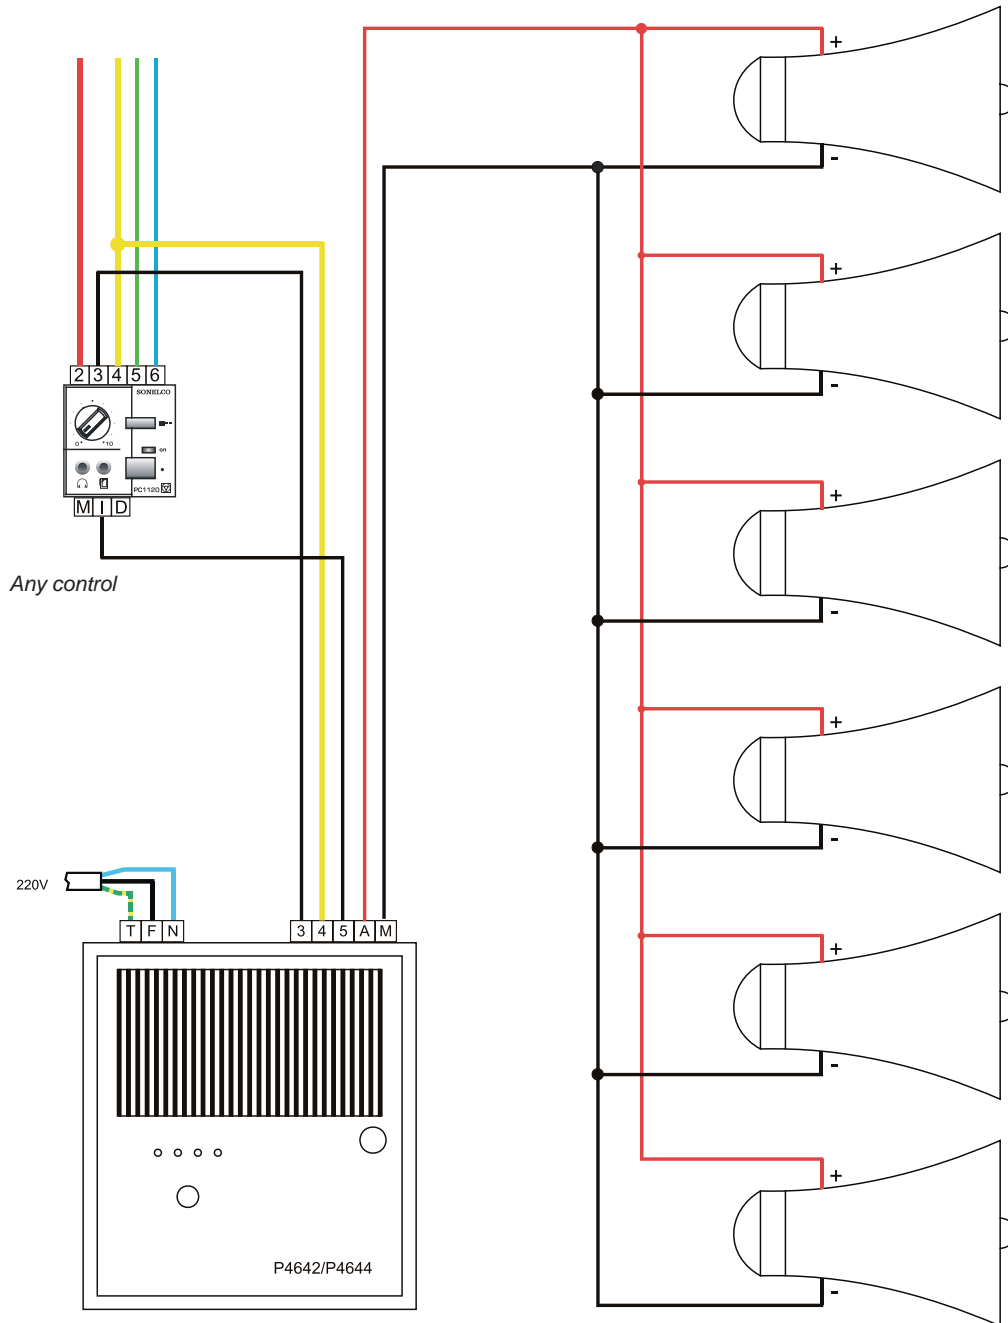 +
-
+
-
2 3 4 5 6
SONELCO
0 10
on
PC1120
M I D
+
-
Any control
+
-
220V
T F N
3 4 5 A M
+
-
P4642/P4644
+
-